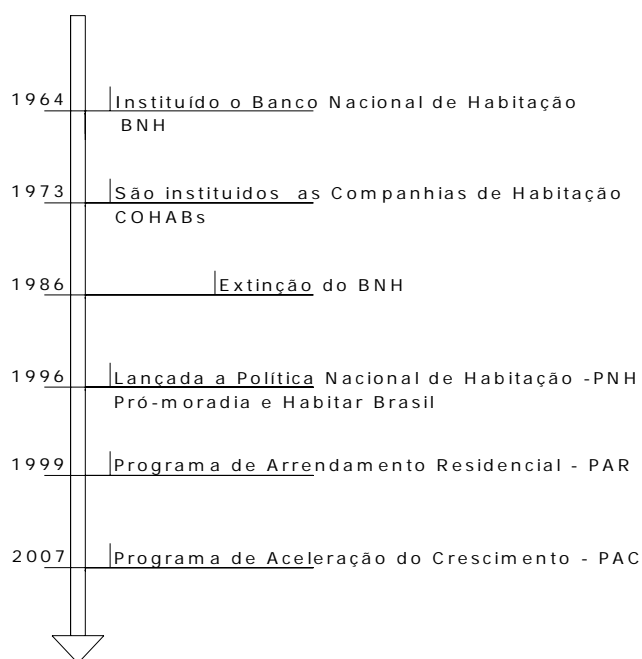 1964 Instituído o Banco Nacional de Habitação
BNH
1973 São instituidos as Companhias de Habitação
COHABs
1986 Extinção do BNH
1996 Lançada a Política Nacional de Habitação -PNH
Pró-moradia e Habitar Brasil
1999 Programa de Arrendamento Residencial - PAR
2007 Programa de Aceleração do Crescimento - PAC